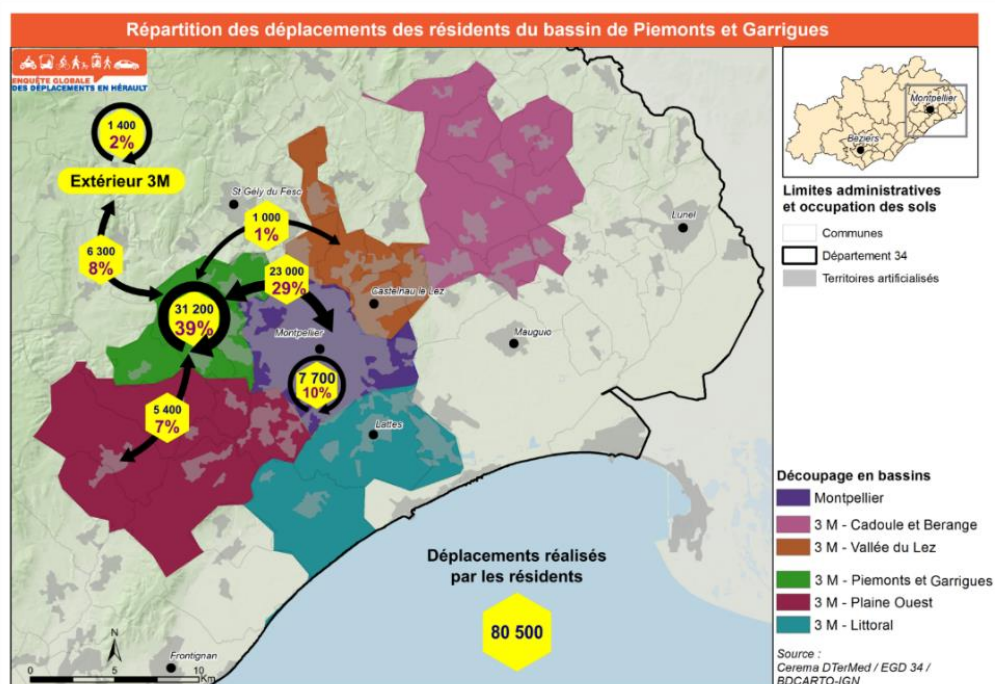 Répartition des déplacements des résidents du bassin de Piemonts et Garrigues
ENQUÊTE GLOBALE
DES DÉPLACEMENTS EN HÉRAULT
1 400
2%
Extérieur 3M
St Gély du Fesc
1 000
1%
6 300
8%
23 000
29%
Castelnau le Lez
31 200
39%
Montpellier
7 700
10%
5 400
7%
Lattes
Lunel
Mauguio
Déplacements réalisés
par les résidents
80 500
N
Frontignan
0 5 10
Km
Montpellier
Béziers
Limites administratives
et occupation des sols
Communes
Département 34
Territoires artificialisés
Découpage en bassins
Montpellier
3 M - Cadoule et Berange
3 M - Vallée du Lez
3 M - Piemonts et Garrigues
3 M - Plaine Ouest
3 M - Littoral
Source :
Cerema DTerMed / EGD 34 /
BDCARTO-IGN